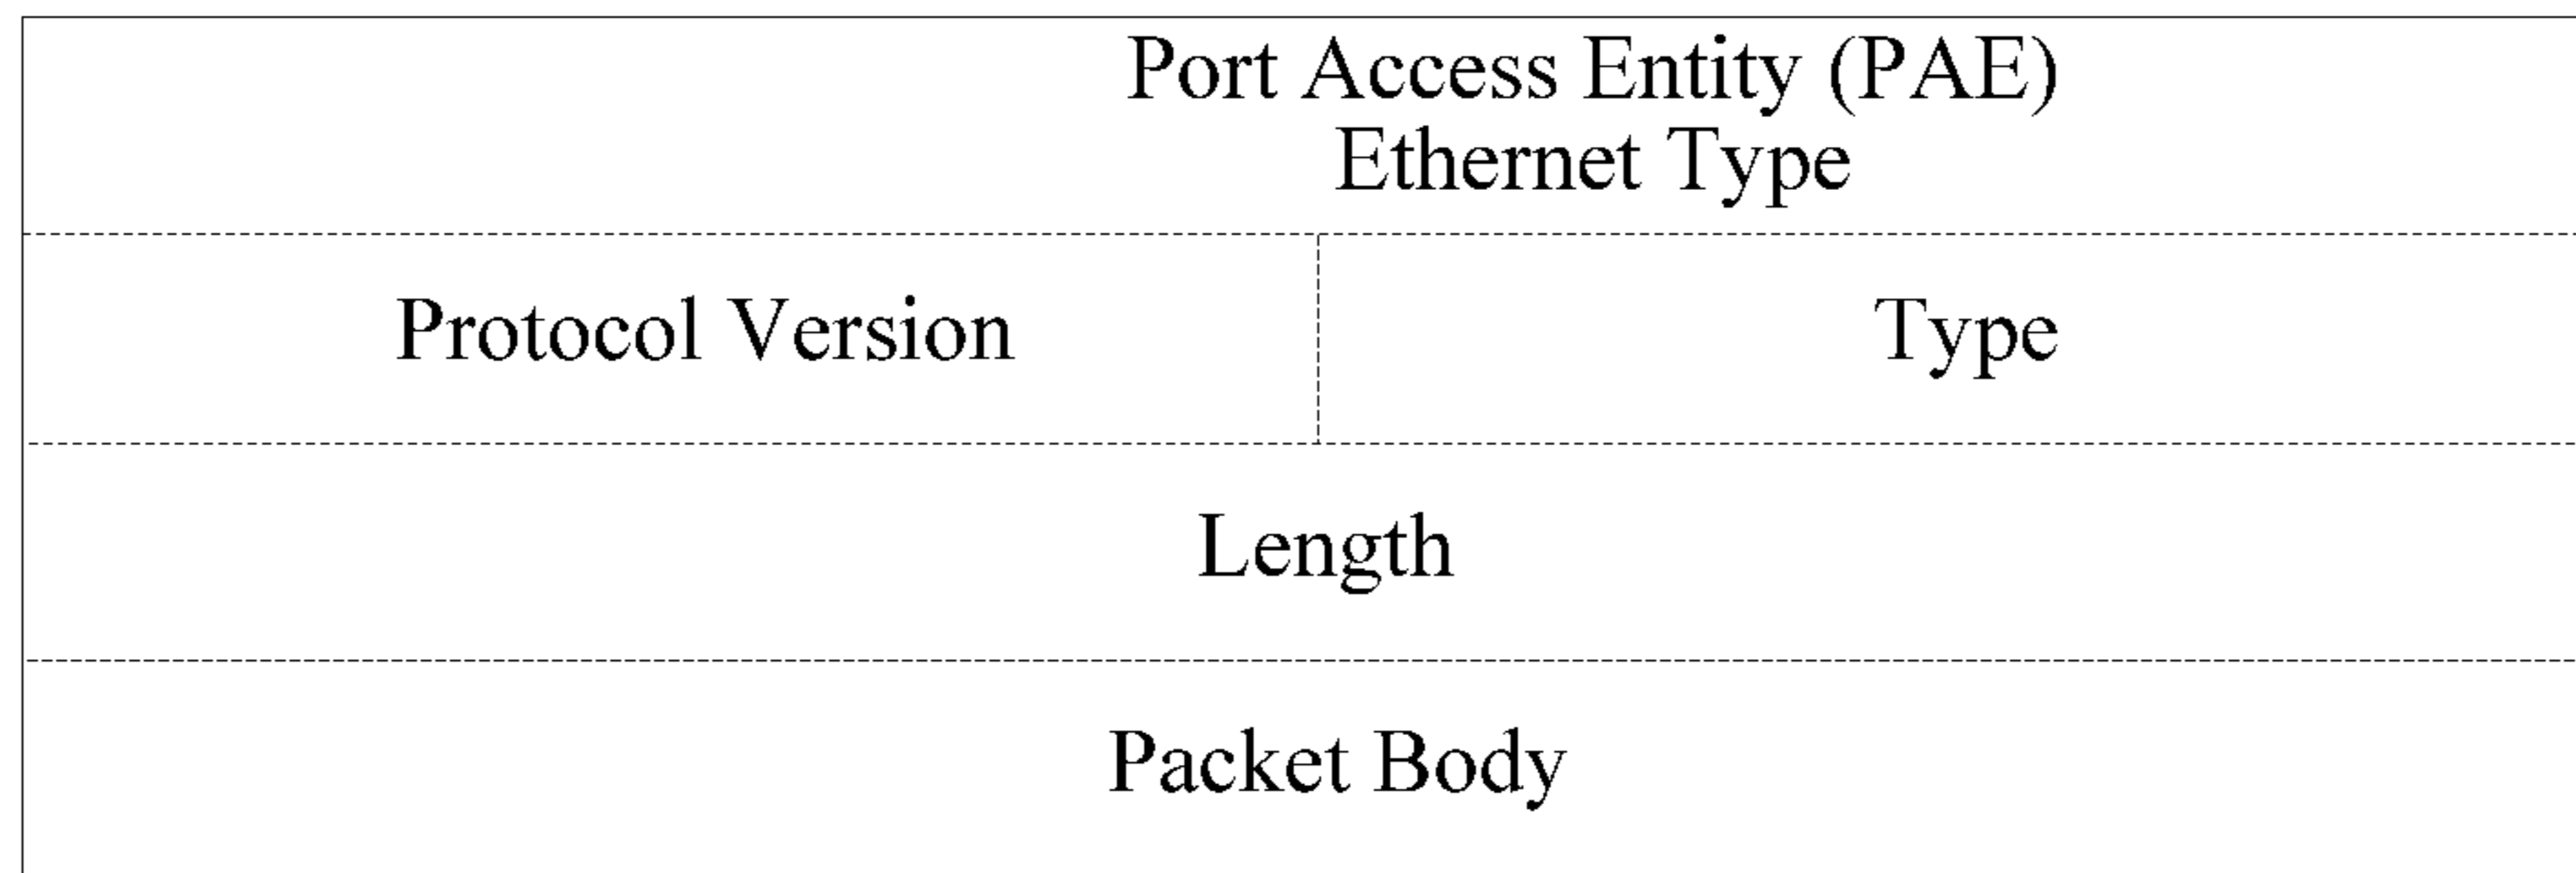 Port Access Entity (PAE)
Ethernet Type
Protocol Version
Type
Length
Packet Body